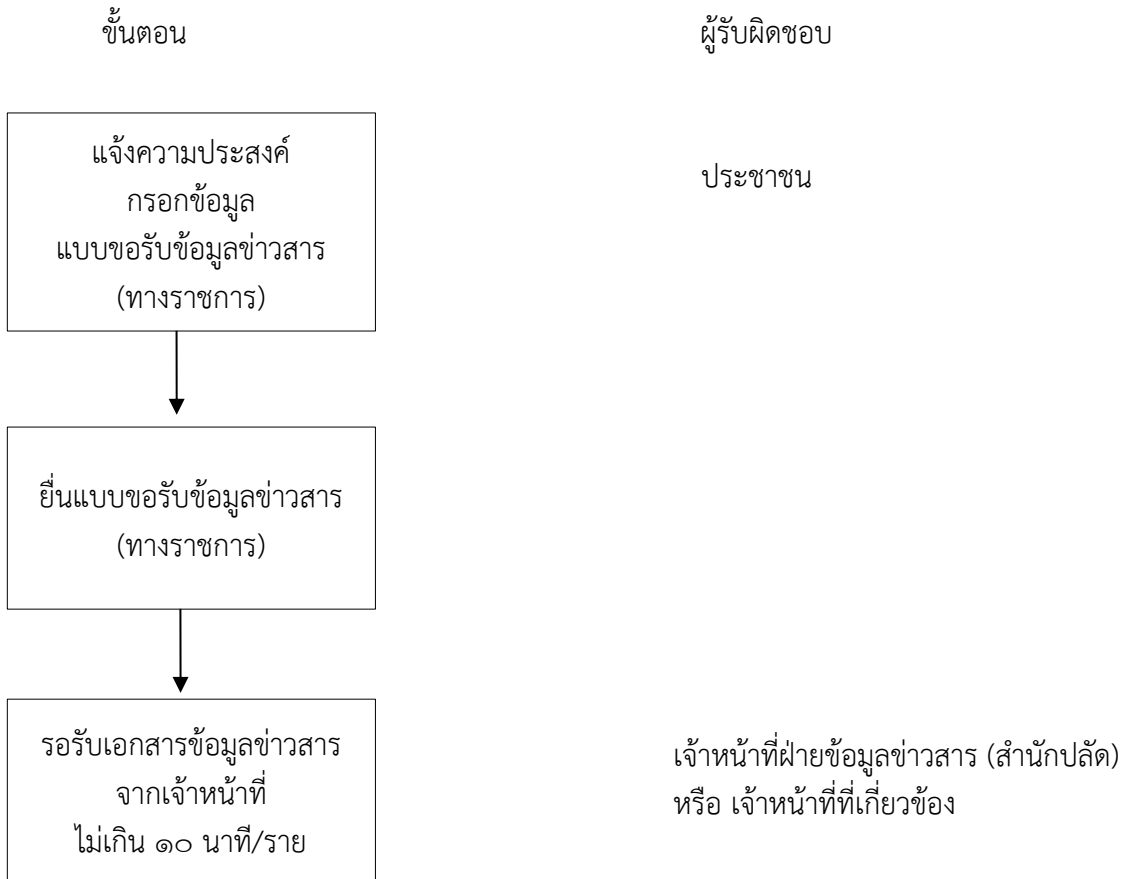 ขั้นตอน
ผู้รับผิดชอบ
แจ้งความประสงค์
กรอกข้อมูล
แบบขอรับข้อมูลข่าวสาร
(ทางราชการ)
ประชาชน
ยื่นแบบขอรับข้อมูลข่าวสาร
(ทางราชการ)
รอรับเอกสารข้อมูลข่าวสาร
จากเจ้าหน้าที่
ไม่เกิน ๑๐ นาที/ราย
เจ้าหน้าที่ฝ่ายข้อมูลข่าวสาร (สำนักปลัด)
หรือ เจ้าหน้าที่ที่เกี่ยวข้อง